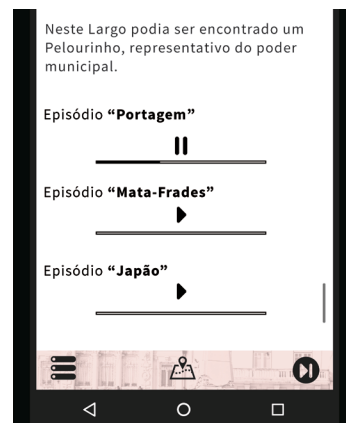 Neste Largo podia ser encontrado um
Pelourinho, representativo do poder
municipal.
Episódio “Portagem”
Episódio “Mata-Frades”
Episódio “Japão”